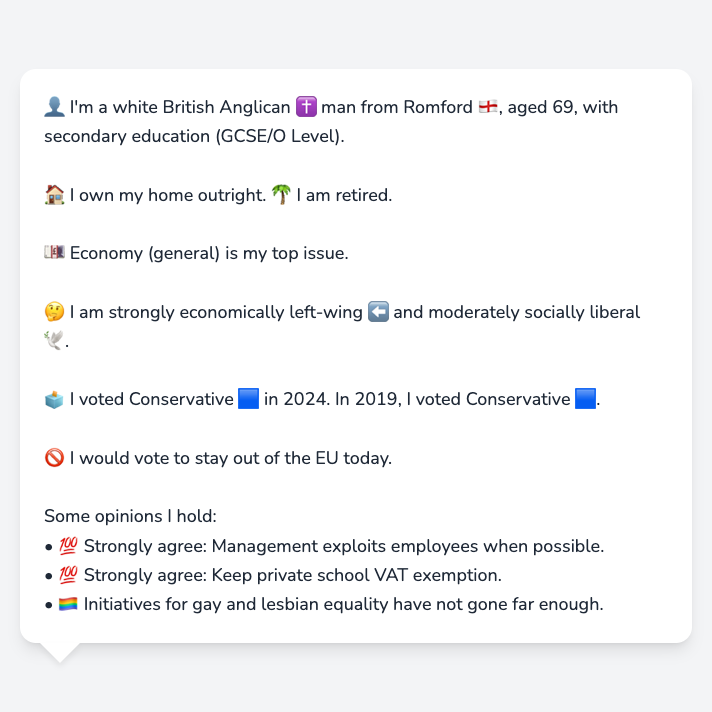 👤 I'm a white British Anglican ✝️ man from Romford 🏴󠁧󠁢󠁥󠁮󠁧󠁿, aged 69, with
secondary education (GCSE/O Level).
🏠 I own my home outright. 🌴 I am retired.
💷 Economy (general) is my top issue.
🤔 I am strongly economically left-wing ⬅️ and moderately socially liberal
🕊️.
🗳️ I voted Conservative 🟦 in 2024. In 2019, I voted Conservative 🟦.
🚫 I would vote to stay out of the EU today.
Some opinions I hold:
• 💯 Strongly agree: Management exploits employees when possible.
• 💯 Strongly agree: Keep private school VAT exemption.
• 🏳️‍🌈 Initiatives for gay and lesbian equality have not gone far enough.